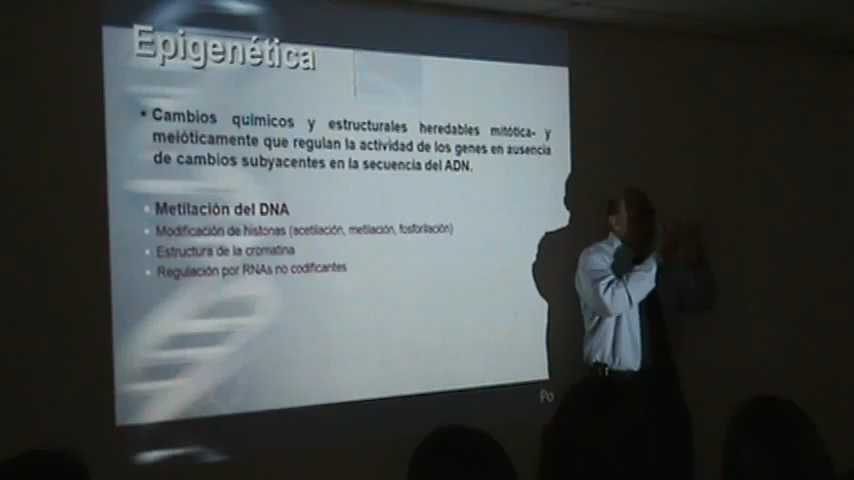 Epigenética
• Cambios químicos y estructurales heredables mitótica- y
meióticamente que regulan la actividad de los genes en ausencia
de cambios subyacentes en la secuencia del ADN.
• Metilación del DNA
• Modificación de histonas (acetilación, metilación, fosforilación)
• Estructura de la cromatina
• Regulación por RNAs no codificantes
Po